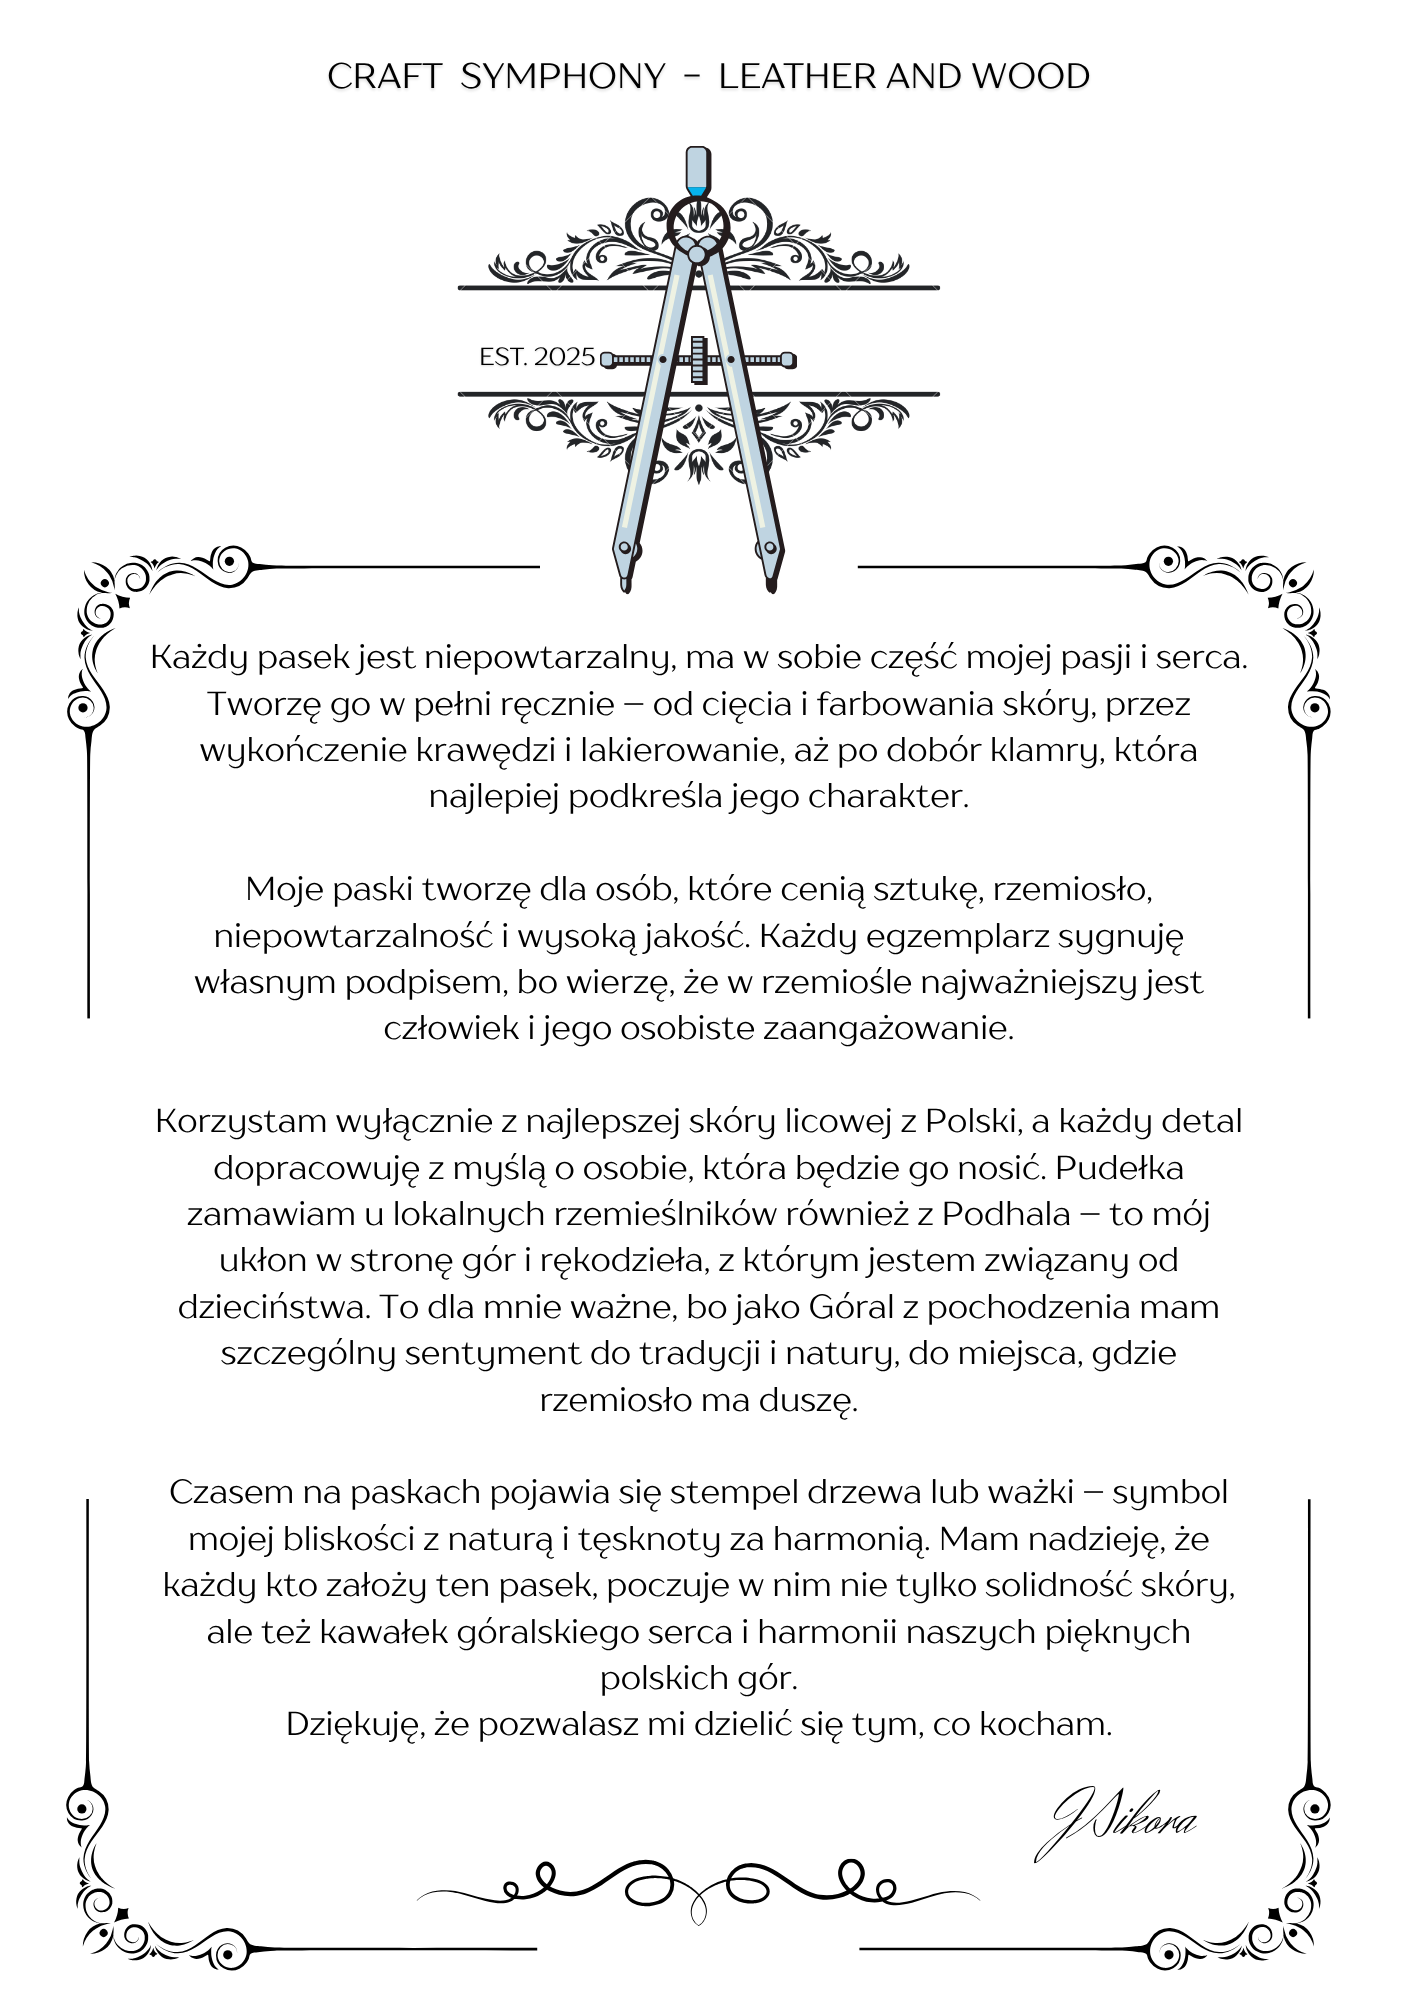 CRAFT SYMPHONY - LEATHER AND WOOD
EST. 2025
Każdy pasek jest niepowtarzalny, ma w sobie część mojej pasji i serca.
Tworzę go w pełni ręcznie – od cięcia i farbowania skóry, przez
wykończenie krawędzi i lakierowanie, aż po dobór klamry, która
najlepiej podkreśla jego charakter.
Moje paski tworzę dla osób, które cenią sztukę, rzemiosło,
niepowtarzalność i wysoką jakość. Każdy egzemplarz sygnuję
własnym podpisem, bo wierzę, że w rzemiośle najważniejszy jest
człowiek i jego osobiste zaangażowanie.
Korzystam wyłącznie z najlepszej skóry licowej z Polski, a każdy detal
dopracowuję z myślą o osobie, która będzie go nosić. Pudełka
zamawiam u lokalnych rzemieślników również z Podhala – to mój
ukłon w stronę gór i rękodzieła, z którym jestem związany od
dzieciństwa. To dla mnie ważne, bo jako Góral z pochodzenia mam
szczególny sentyment do tradycji i natury, do miejsca, gdzie
rzemiosło ma duszę.
Czasem na paskach pojawia się stempel drzewa lub ważki – symbol
mojej bliskości z naturą i tęsknoty za harmonią. Mam nadzieję, że
każdy kto założy ten pasek, poczuje w nim nie tylko solidność skóry,
ale też kawałek góralskiego serca i harmonii naszych pięknych
polskich gór.
Dziękuję, że pozwalasz mi dzielić się tym, co kocham.
JSikora